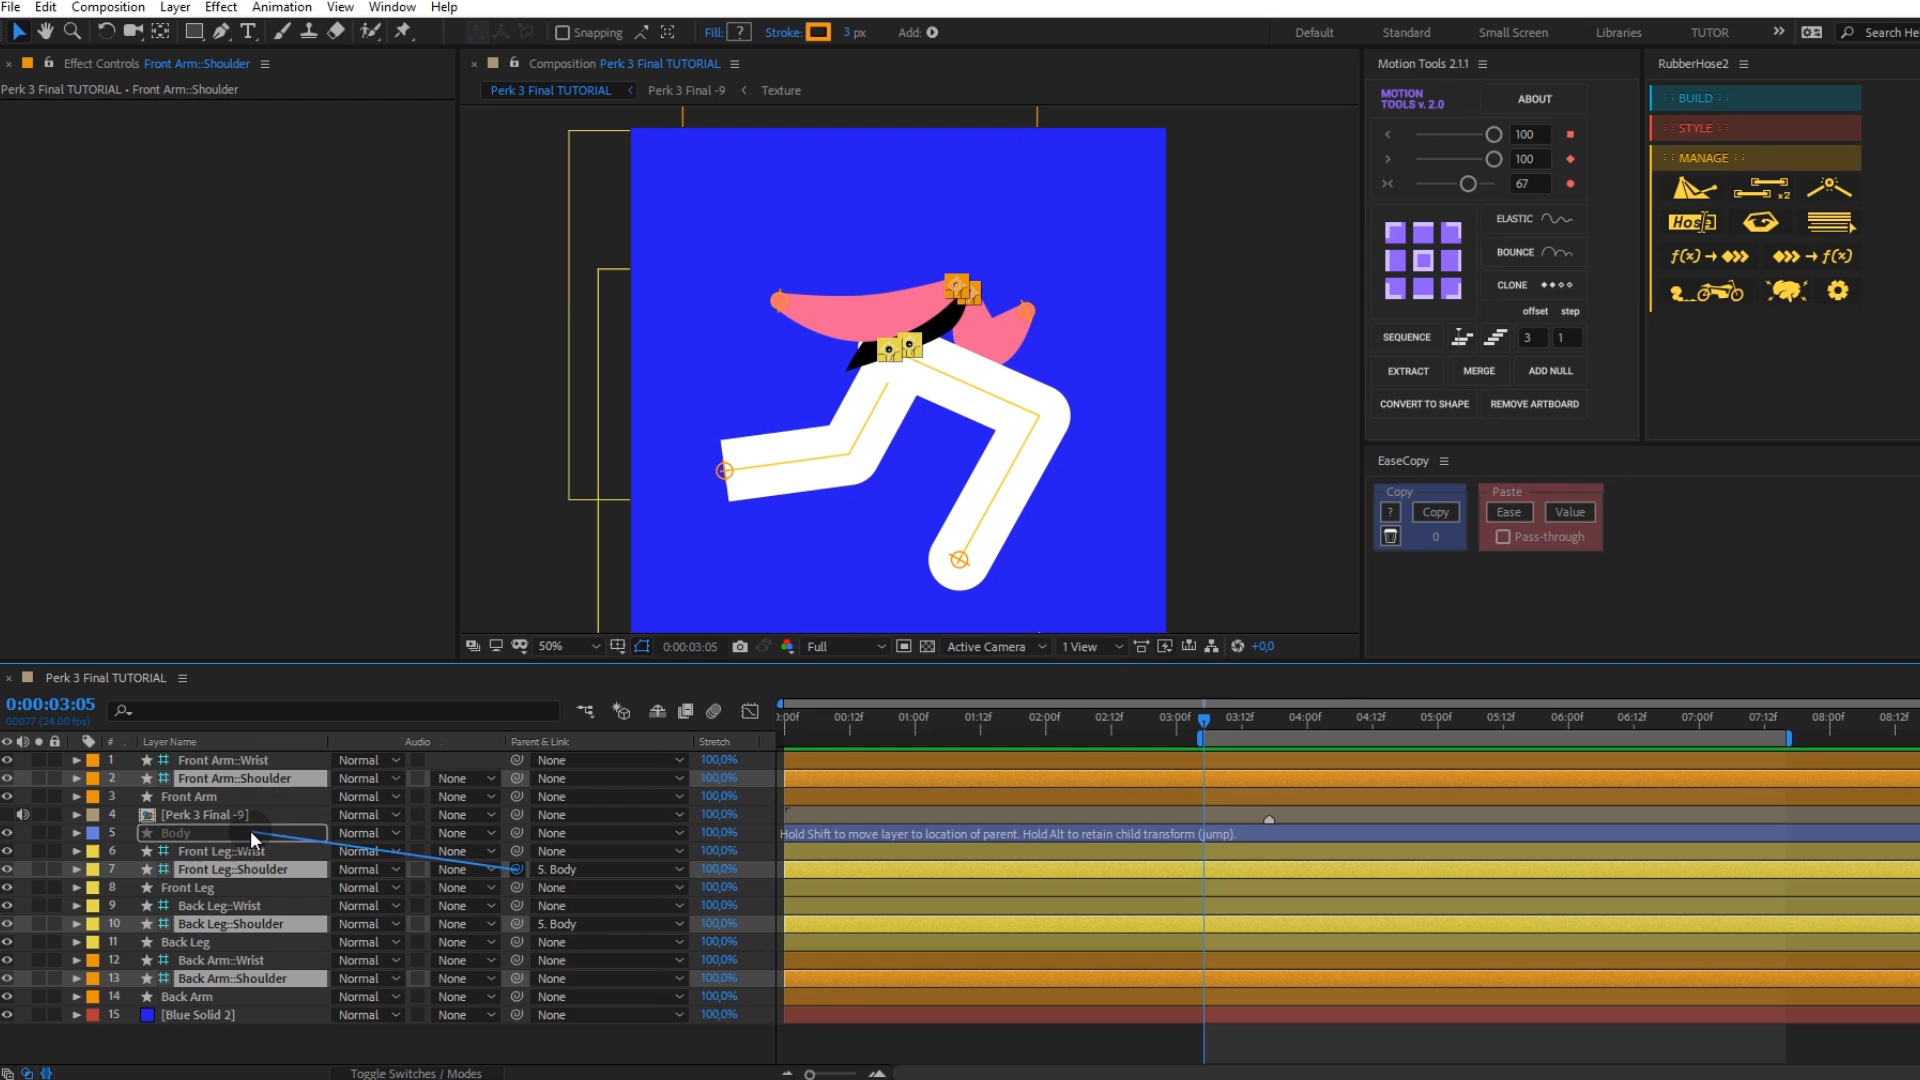 File Edit Composition Layer Effect Animation View Window Help
Snapping Fill: ? Stroke: 3 px Add: Default Standard Small Screen Libraries TUTOR Search He
Effect Controls Front Arm::Shoulder
Perk 3 Final TUTORIAL • Front Arm::Shoulder
Composition Perk 3 Final TUTORIAL
Perk 3 Final TUTORIAL Perk 3 Final -9 Texture
50% 0:00:03:05 Full Active Camera 1 View +0,0
Motion Tools 2.1.1
MOTION
TOOLS v. 2.0
ABOUT
100
100
67
ELASTIC
BOUNCE
CLONE
offset step
SEQUENCE 3 1
EXTRACT MERGE ADD NULL
CONVERT TO SHAPE REMOVE ARTBOARD
RubberHose2
:: BUILD ::
:: STYLE ::
:: MANAGE ::
x2
Hose
f(x) f(x)
EaseCopy
Copy Paste
? Copy Ease Value
0 Pass-through
Perk 3 Final TUTORIAL
0:00:03:05
00077 (24.00 fps)
# Layer Name Audio Parent & Link Stretch
1 Front Arm::Wrist Normal None 100,0%
2 Front Arm::Shoulder Normal None None 100,0%
3 Front Arm Normal None None 100,0%
4 [Perk 3 Final -9] Normal None None 100,0%
5 Body Normal None None 100,0%
6 Front Leg::Wrist Normal None None 100,0%
7 Front Leg::Shoulder Normal None 5. Body 100,0%
8 Front Leg Normal None None 100,0%
9 Back Leg::Wrist Normal None None 100,0%
10 Back Leg::Shoulder Normal None 5. Body 100,0%
11 Back Leg Normal None None 100,0%
12 Back Arm::Wrist Normal None None 100,0%
13 Back Arm::Shoulder Normal None None 100,0%
14 Back Arm Normal None None 100,0%
15 [Blue Solid 2] Normal None None 100,0%
Toggle Switches / Modes
):00f 00:12f 01:00f 01:12f 02:00f 02:12f 03:00f 03:12f 04:00f 04:12f 05:00f 05:12f 06:00f 06:12f 07:00f 07:12f 08:00f 08:12f
Hold Shift to move layer to location of parent. Hold Alt to retain child transform (jump).